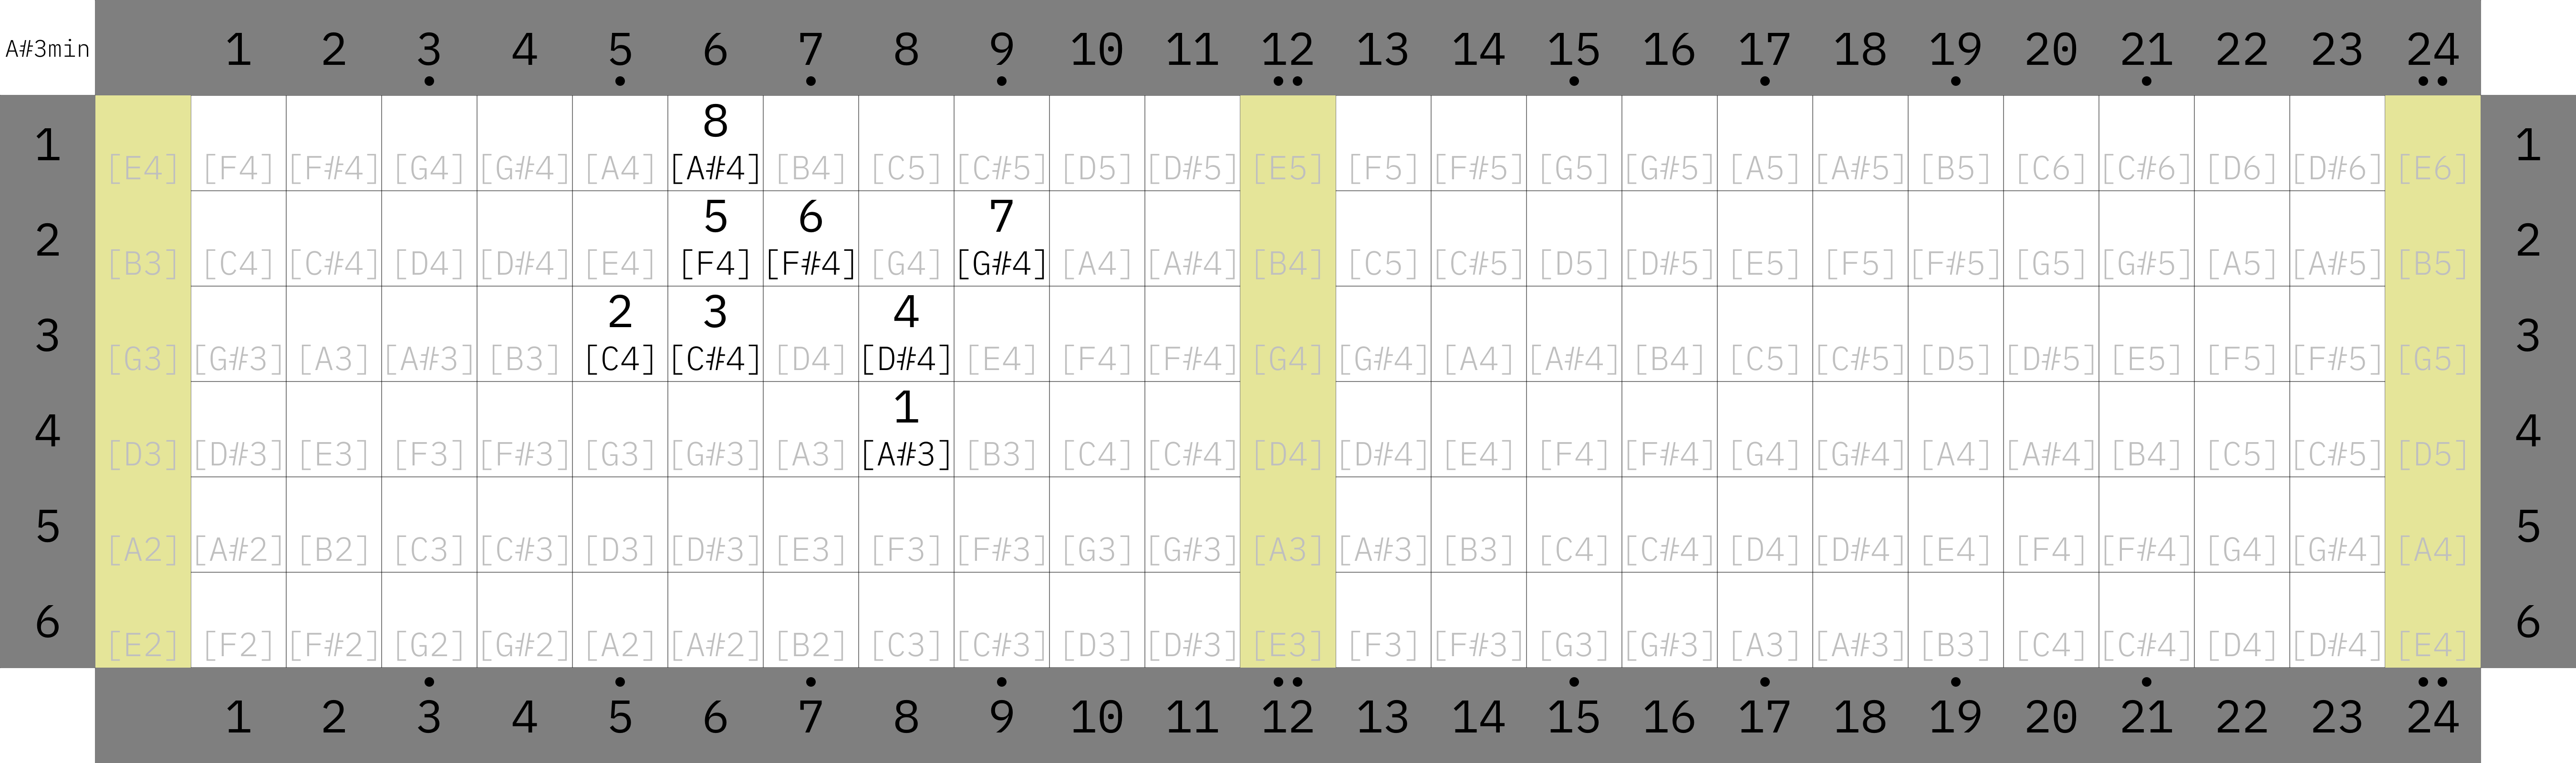 A#3min 1 2 3 4 5 6 7 8 9 10 11 12 13 14 15 16 17 18 19 20 21 22 23 24
8
1 [E4] [F4] [F#4] [G4] [G#4] [A4] [A#4] [B4] [C5] [C#5] [D5] [D#5] [E5] [F5] [F#5] [G5] [G#5] [A5] [A#5] [B5] [C6] [C#6] [D6] [D#6] [E6] 1
5 6 7
2 [B3] [C4] [C#4] [D4] [D#4] [E4] [F4] [F#4] [G4] [G#4] [A4] [A#4] [B4] [C5] [C#5] [D5] [D#5] [E5] [F5] [F#5] [G5] [G#5] [A5] [A#5] [B5] 2
2 3 4
3 [G3] [G#3] [A3] [A#3] [B3] [C4] [C#4] [D4] [D#4] [E4] [F4] [F#4] [G4] [G#4] [A4] [A#4] [B4] [C5] [C#5] [D5] [D#5] [E5] [F5] [F#5] [G5] 3
1
4 [D3] [D#3] [E3] [F3] [F#3] [G3] [G#3] [A3] [A#3] [B3] [C4] [C#4] [D4] [D#4] [E4] [F4] [F#4] [G4] [G#4] [A4] [A#4] [B4] [C5] [C#5] [D5] 4
5 [A2] [A#2] [B2] [C3] [C#3] [D3] [D#3] [E3] [F3] [F#3] [G3] [G#3] [A3] [A#3] [B3] [C4] [C#4] [D4] [D#4] [E4] [F4] [F#4] [G4] [G#4] [A4] 5
6 [E2] [F2] [F#2] [G2] [G#2] [A2] [A#2] [B2] [C3] [C#3] [D3] [D#3] [E3] [F3] [F#3] [G3] [G#3] [A3] [A#3] [B3] [C4] [C#4] [D4] [D#4] [E4] 6
1 2 3 4 5 6 7 8 9 10 11 12 13 14 15 16 17 18 19 20 21 22 23 24